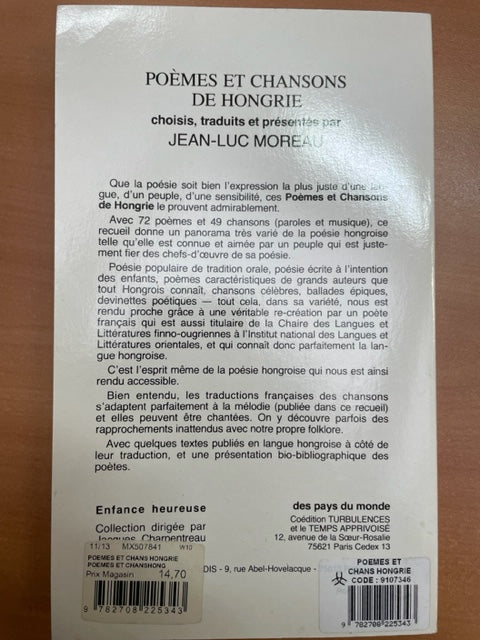 POÈMES ET CHANSONS
DE HONGRIE
choisis, traduits et présentés par
JEAN-LUC MOREAU
Que la poésie soit bien l'expression la plus juste d'une lan-
gue, d'un peuple, d'une sensibilité, ces Poèmes et Chansons
de Hongrie le prouvent admirablement.
Avec 72 poèmes et 49 chansons (paroles et musique), ce
recueil donne un panorama très varié de la poésie hongroise
telle qu'elle est connue et aimée par un peuple qui est juste-
ment fier des chefs-d'œuvre de sa poésie.
Poésie populaire de tradition orale, poésie écrite à l'intention
des enfants, poèmes caractéristiques de grands auteurs que
tout Hongrois connaît, chansons célèbres, ballades épiques,
devinettes poétiques — tout cela, dans sa variété, nous est
rendu proche grâce à une véritable re-création par un poète
français qui est aussi titulaire de la Chaire des Langues et
Littératures finno-ougriennes à l'Institut national des Langues et
Littératures orientales, et qui connaît donc parfaitement la lan-
gue hongroise.
C'est l'esprit même de la poésie hongroise qui nous est ainsi
rendu accessible.
Bien entendu, les traductions françaises des chansons
s'adaptent parfaitement à la mélodie (publiée dans ce recueil)
et elles peuvent être chantées. On y découvre parfois des
rapprochements inattendus avec notre propre folklore.
Avec quelques textes publiés en langue hongroise à côté de
leur traduction, et une présentation bio-bibliographique des
poètes.
Enfance heureuse
Collection dirigée par
Jacques Charpentreau
des pays du monde
Coédition TURBULENCES
et le TEMPS APPRIVOISÉ
12, avenue de la Sœur-Rosalie
75621 Paris Cedex 13
DIS - 9, rue Abel-Hovelacque -
11/13 MX507841 W10
POEMES ET CHANS HONGRIE
POEMES ET CHANSHONG
Prix Magasin 14,70
9 782708 225343
POEMES ET
CHANS HONGRIE
CODE : 9107346
9 782708 225343